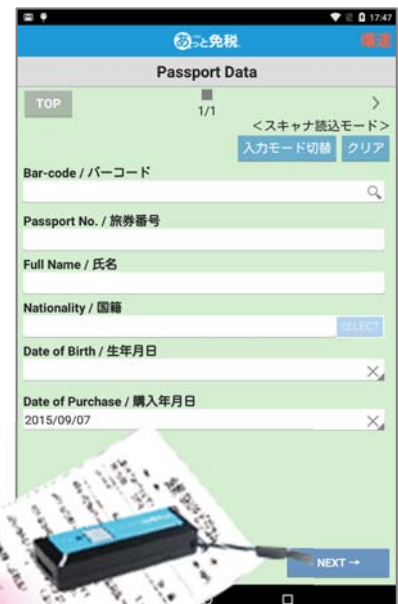 17:47
あっと免税
爆速
Passport Data
TOP
1/1
>
<スキャナ読込モード>
入力モード切替 クリア
Bar-code / バーコード
Passport No. / 旅券番号
Full Name / 氏名
Nationality / 国籍
SELECT
Date of Birth / 生年月日
Date of Purchase / 購入年月日
2015/09/07
NEXT→